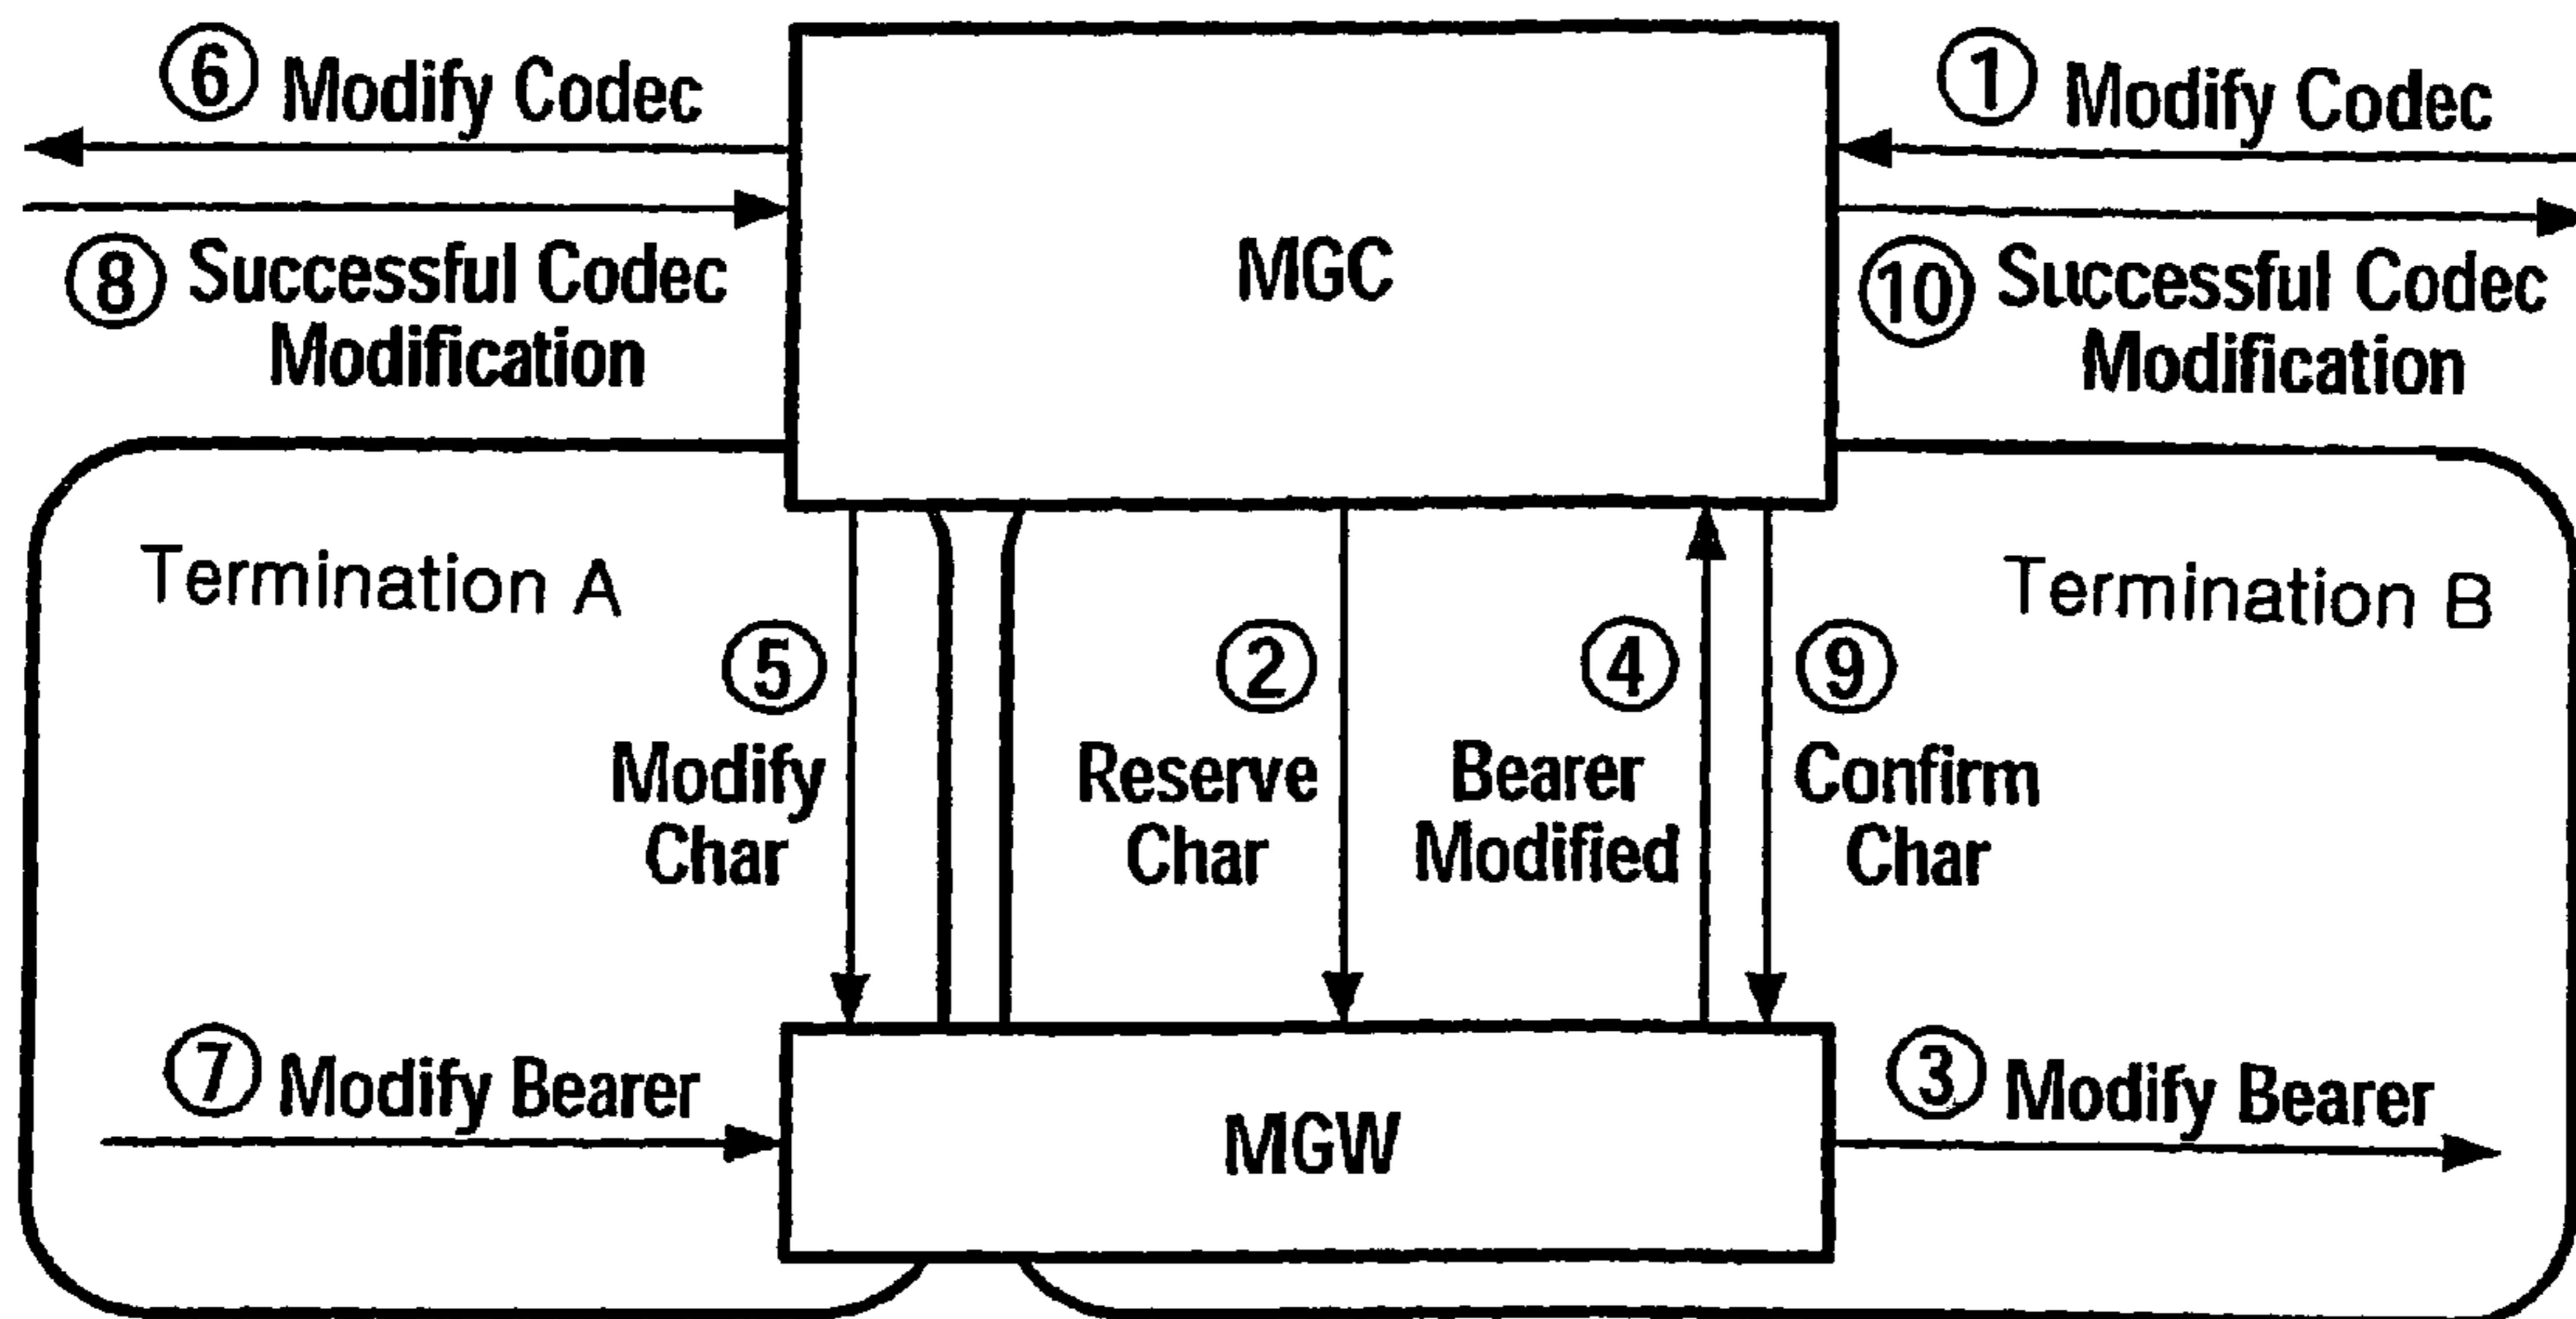 6 Modify Codec
1 Modify Codec
8 Successful Codec
Modification
MGC
10 Successful Codec
Modification
Termination A
Termination B
5
Modify
Char
2
Reserve
Char
4
Bearer
Modified
9
Confirm
Char
7 Modify Bearer
MGW
3 Modify Bearer